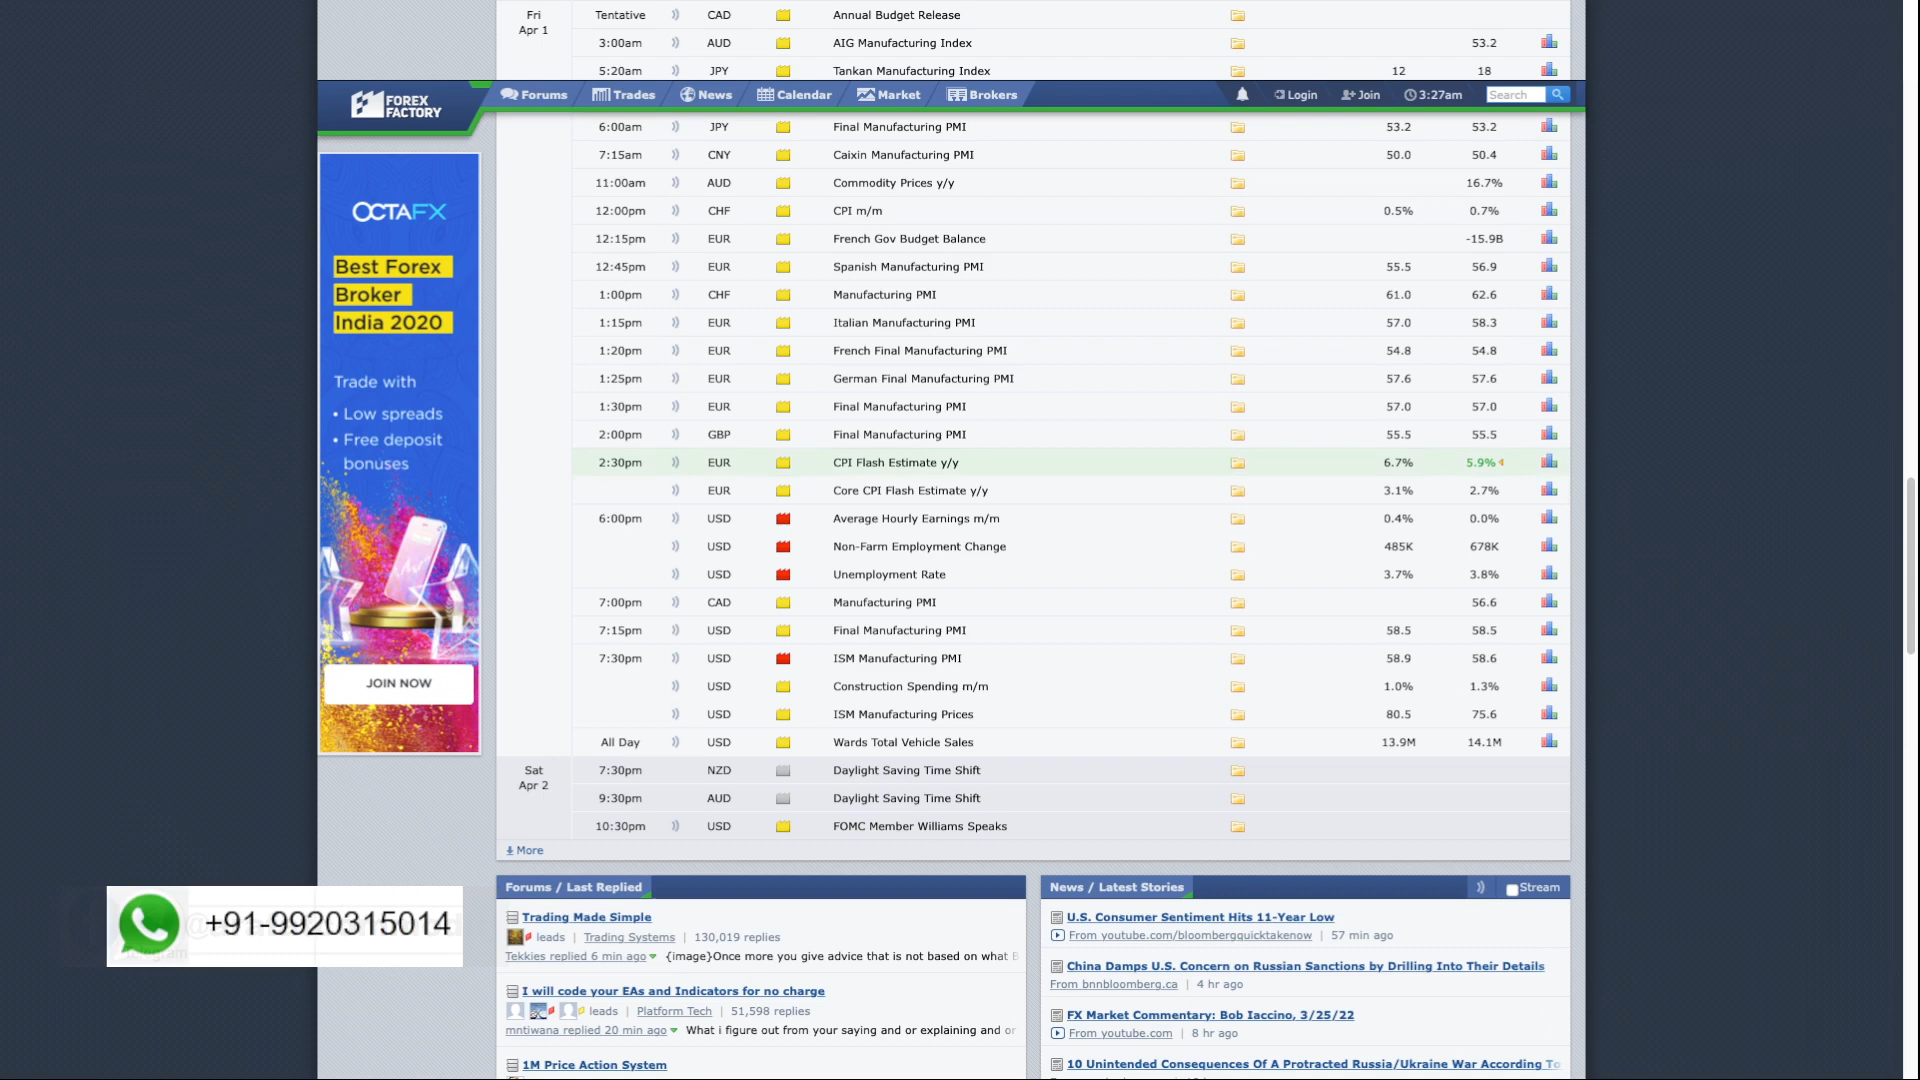 Fri
Apr 1
Tentative CAD Annual Budget Release
3:00am AUD AIG Manufacturing Index 53.2
5:20am JPY Tankan Manufacturing Index 12 18
FOREX FACTORY
Forums Trades News Calendar Market Brokers Login Join 3:27am Search
6:00am JPY Final Manufacturing PMI 53.2 53.2
7:15am CNY Caixin Manufacturing PMI 50.0 50.4
11:00am AUD Commodity Prices y/y 16.7%
12:00pm CHF CPI m/m 0.5% 0.7%
12:15pm EUR French Gov Budget Balance -15.9B
12:45pm EUR Spanish Manufacturing PMI 55.5 56.9
1:00pm CHF Manufacturing PMI 61.0 62.6
1:15pm EUR Italian Manufacturing PMI 57.0 58.3
1:20pm EUR French Final Manufacturing PMI 54.8 54.8
1:25pm EUR German Final Manufacturing PMI 57.6 57.6
1:30pm EUR Final Manufacturing PMI 57.0 57.0
2:00pm GBP Final Manufacturing PMI 55.5 55.5
2:30pm EUR CPI Flash Estimate y/y 6.7% 5.9%
EUR Core CPI Flash Estimate y/y 3.1% 2.7%
6:00pm USD Average Hourly Earnings m/m 0.4% 0.0%
USD Non-Farm Employment Change 485K 678K
USD Unemployment Rate 3.7% 3.8%
7:00pm CAD Manufacturing PMI 56.6
7:15pm USD Final Manufacturing PMI 58.5 58.5
7:30pm USD ISM Manufacturing PMI 58.9 58.6
USD Construction Spending m/m 1.0% 1.3%
USD ISM Manufacturing Prices 80.5 75.6
All Day USD Wards Total Vehicle Sales 13.9M 14.1M
Sat
Apr 2
7:30pm NZD Daylight Saving Time Shift
9:30pm AUD Daylight Saving Time Shift
10:30pm USD FOMC Member Williams Speaks
More
OCTAFX
Best Forex
Broker
India 2020
Trade with
• Low spreads
• Free deposit
bonuses
JOIN NOW
+91-9920315014
Forums / Last Replied
Trading Made Simple
leads | Trading Systems | 130,019 replies
Tekkies replied 6 min ago {image}Once more you give advice that is not based on what
I will code your EAs and Indicators for no charge
leads | Platform Tech | 51,598 replies
mntiwana replied 20 min ago What i figure out from your saying and or explaining and or
1M Price Action System
News / Latest Stories Stream
U.S. Consumer Sentiment Hits 11-Year Low
From youtube.com/bloombergquicktakenow | 57 min ago
China Damps U.S. Concern on Russian Sanctions by Drilling Into Their Details
From bnnbloomberg.ca | 4 hr ago
FX Market Commentary: Bob Iaccino, 3/25/22
From youtube.com | 8 hr ago
10 Unintended Consequences Of A Protracted Russia/Ukraine War According To